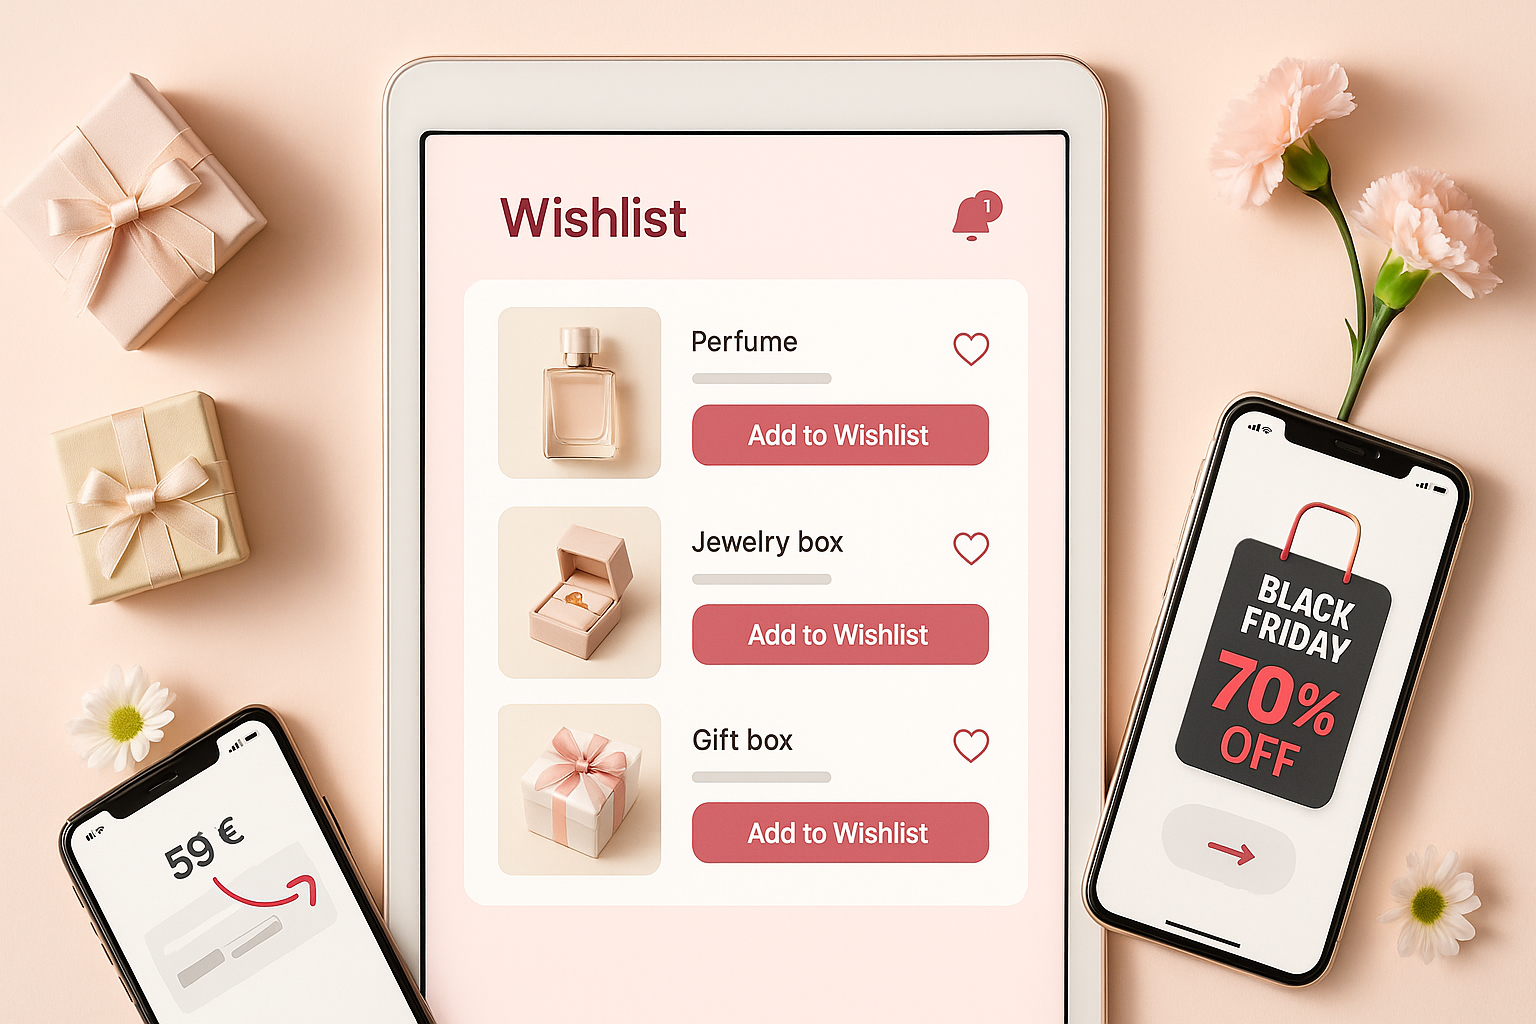 Wishlist
1
Perfume
Add to Wishlist
Jewelry box
Add to Wishlist
Gift box
Add to Wishlist
59 €
BLACK
FRIDAY
70%
OFF